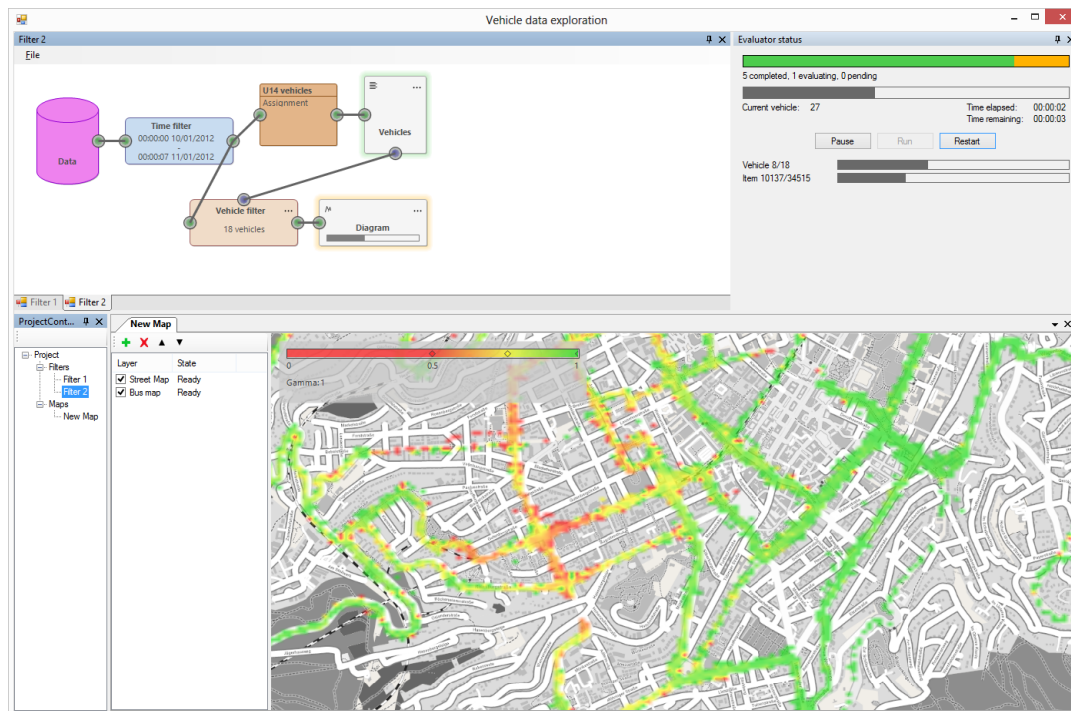 Vehicle data exploration
Filter 2
File
Data
Time filter
00:00:00 10/01/2012
-
00:00:07 11/01/2012
U14 vehicles
Assignment
Vehicles
Vehicle filter
18 vehicles
Diagram
Filter 1
Filter 2
Evaluator status
5 completed, 1 evaluating, 0 pending
Current vehicle: 27
Time elapsed: 00:00:02
Time remaining: 00:00:03
Pause
Run
Restart
Vehicle 8/18
Item 10137/34515
ProjectCont...
Project
Filters
Filter 1
Filter 2
Maps
New Map
New Map
Layer State
Street Map Ready
Bus map Ready
0 0.5 1
Gamma: 1